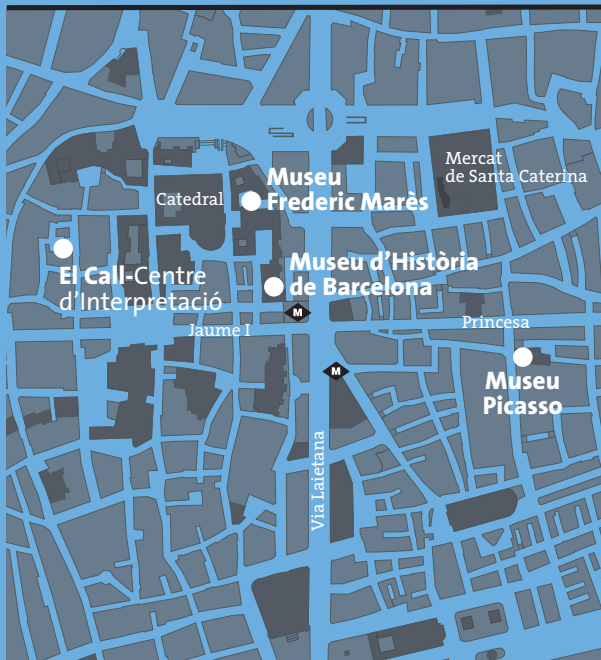 Mercat
de Santa Caterina
Museu
Frederic Marès
Catedral
El Call-Centre
d'Interpretació
Museu d'Història
de Barcelona
M
Jaume I
Princesa
M
Museu
Picasso
Via Laietana